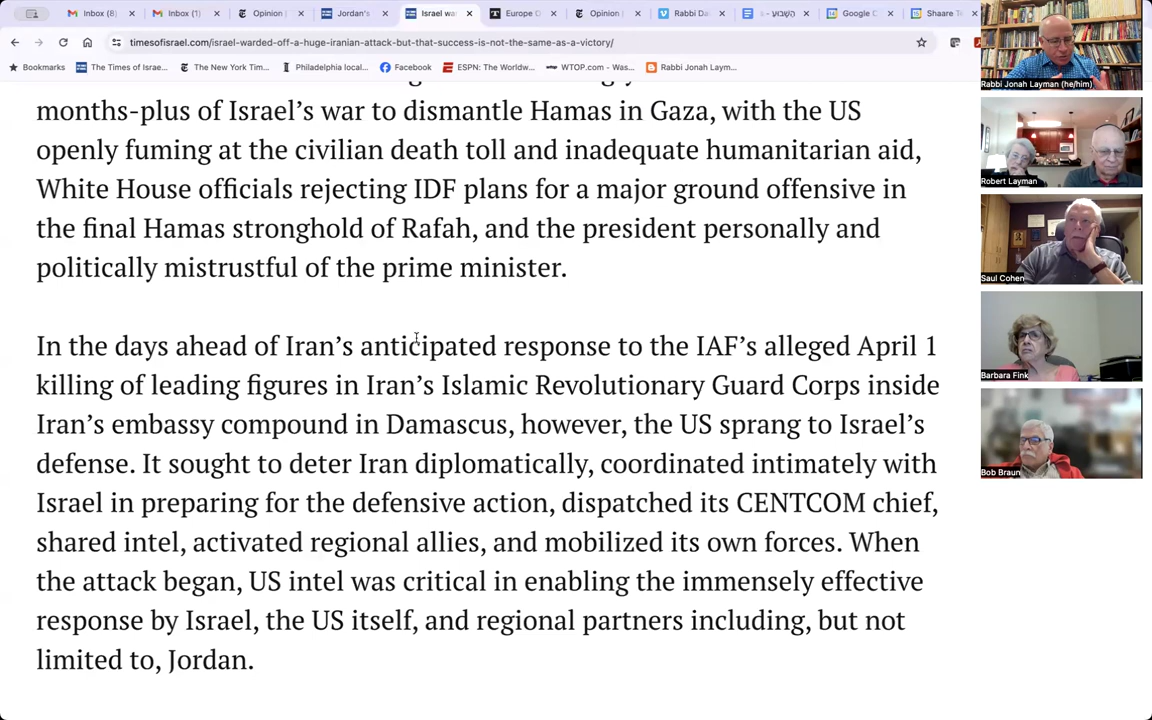 Inbox (8)
Inbox (1)
Opinion |
Jordan's
Israel wa
Europe D
Opinion |
Rabbi Da
השבוע - s
Google C
Shaare Te
timesofisrael.com/israel-warded-off-a-huge-iranian-attack-but-that-success-is-not-the-same-as-a-victory/
Bookmarks
The Times of Israe...
The New York Tim...
Philadelphia local...
Facebook
ESPN: The Worldw...
WTOP.com - Was...
Rabbi Jonah Laym...
months-plus of Israel's war to dismantle Hamas in Gaza, with the US
openly fuming at the civilian death toll and inadequate humanitarian aid,
White House officials rejecting IDF plans for a major ground offensive in
the final Hamas stronghold of Rafah, and the president personally and
politically mistrustful of the prime minister.
In the days ahead of Iran's anticipated response to the IAF's alleged April 1
killing of leading figures in Iran's Islamic Revolutionary Guard Corps inside
Iran's embassy compound in Damascus, however, the US sprang to Israel's
defense. It sought to deter Iran diplomatically, coordinated intimately with
Israel in preparing for the defensive action, dispatched its CENTCOM chief,
shared intel, activated regional allies, and mobilized its own forces. When
the attack began, US intel was critical in enabling the immensely effective
response by Israel, the US itself, and regional partners including, but not
limited to, Jordan.
Rabbi Jonah Layman (he/him)
Robert Layman
Saul Cohen
Barbara Fink
Bob Braun